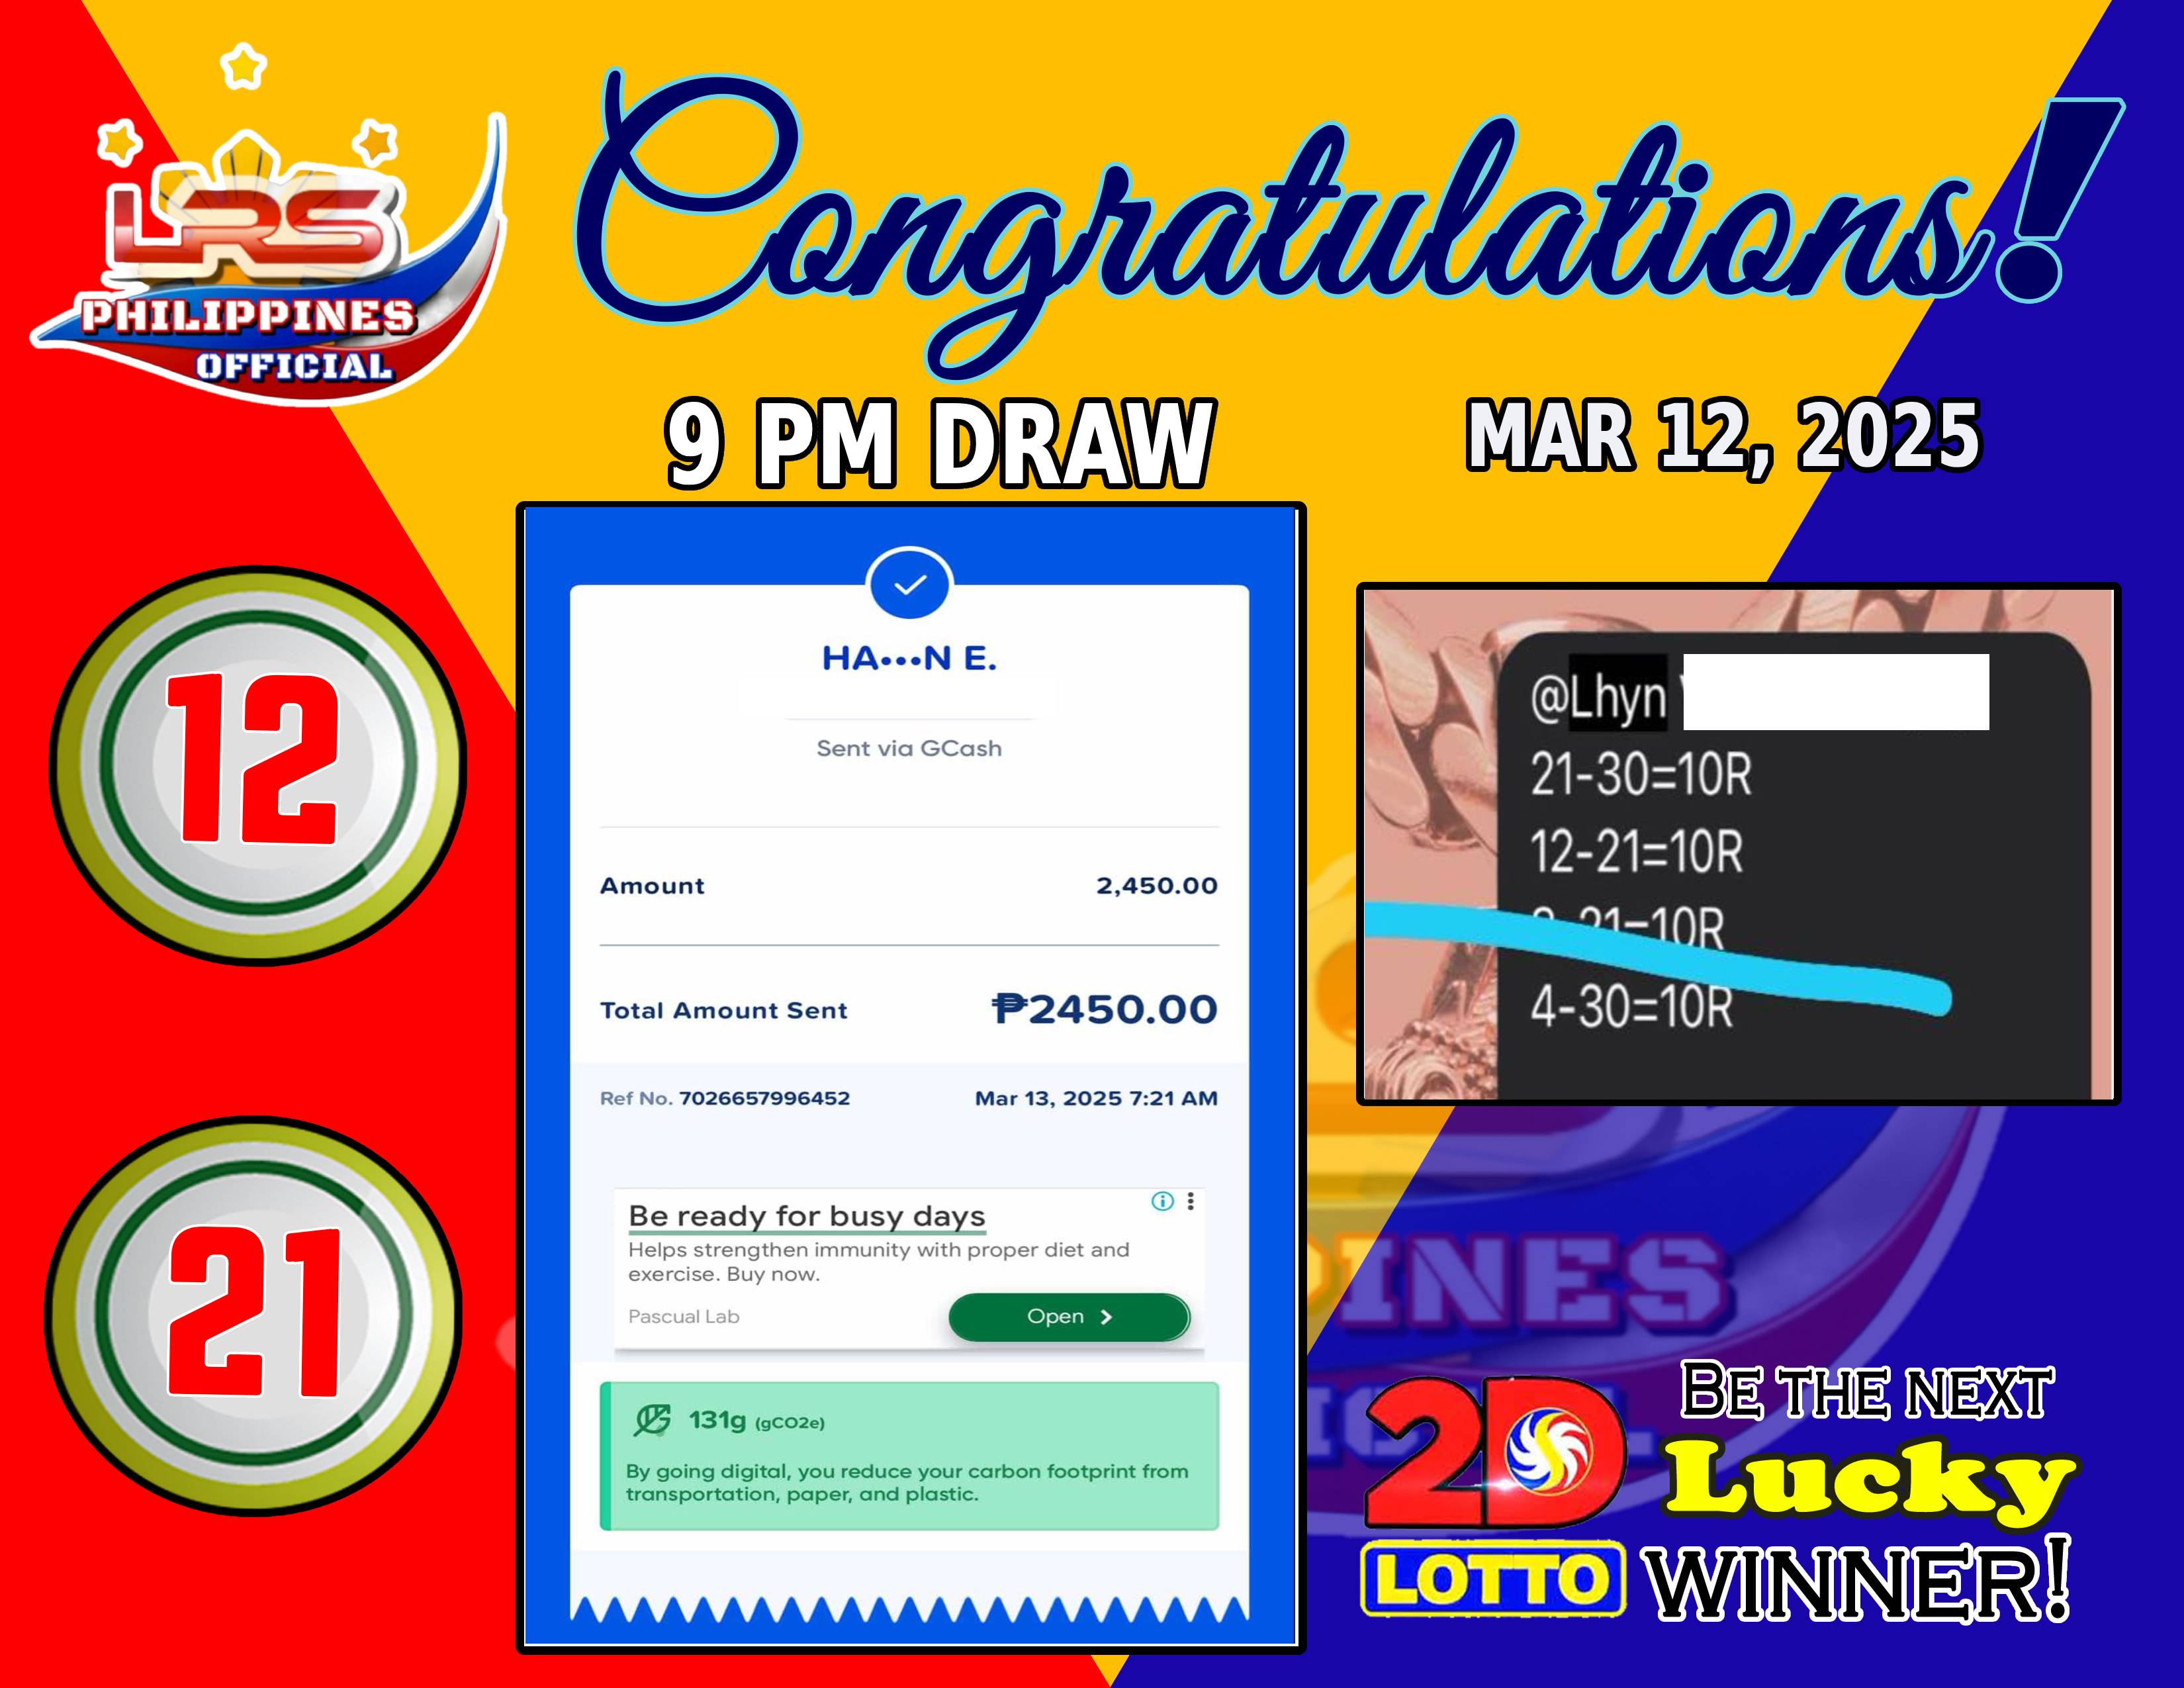 LRS
PHILIPPINES
OFFICIAL
Congratulations!
9 PM DRAW
MAR 12, 2025
12
21
HA•••N E.
Sent via GCash
Amount 2,450.00
Total Amount Sent ₱2450.00
Ref No. 7026657996452 Mar 13, 2025 7:21 AM
Be ready for busy days
Helps strengthen immunity with proper diet and
exercise. Buy now.
Pascual Lab
Open
131g (gCO2e)
By going digital, you reduce your carbon footprint from
transportation, paper, and plastic.
@Lhyn
21-30=10R
12-21=10R
21=10R
4-30=10R
PINES
2D
LOTTO
BE THE NEXT
Lucky
WINNER!